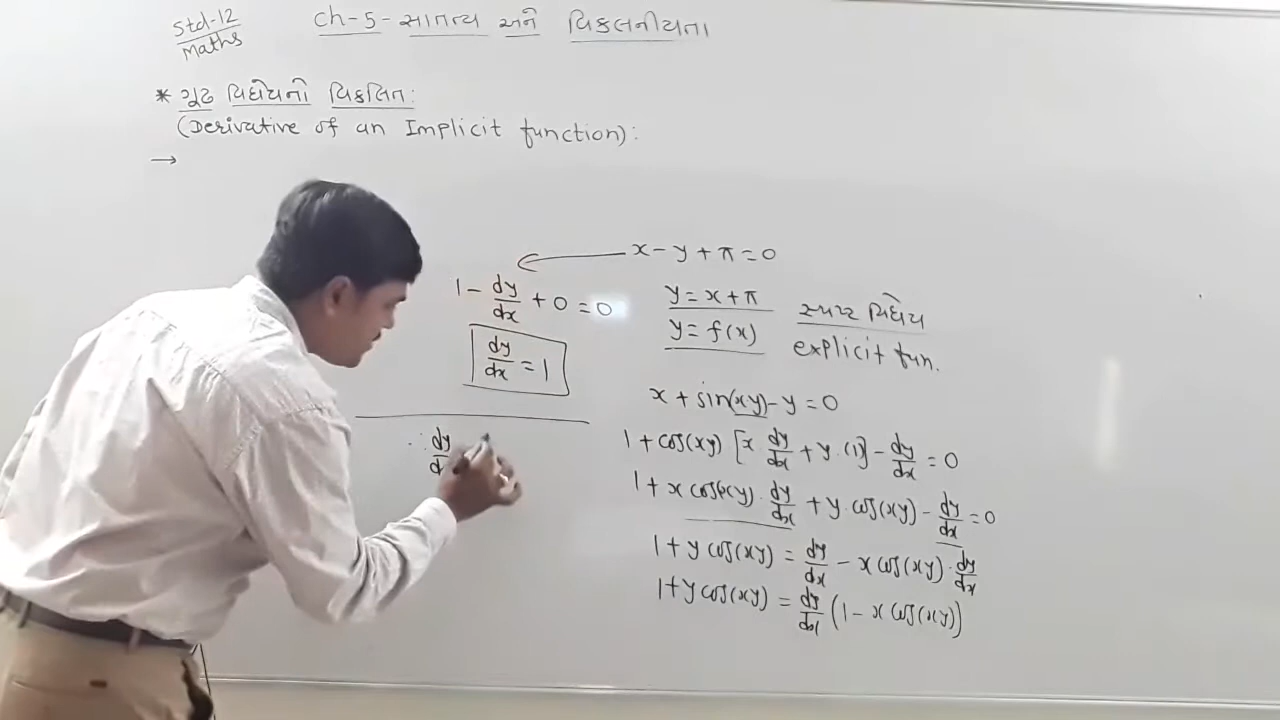 Std-12
Maths
Ch-5-સાતત્ય અને વિકલનીયતા
* ગૂઢ વિધેયનો વિકલિત:
(Derivative of an Implicit function):
→
x-y+π=0
1-dy/dx+0=0
dy/dx=1
y=x+π
y=f(x)
સ્પષ્ટ વિધેય
explicit fun.
x+sin(xy)-y=0
1+cos(xy)[x dy/dx+y.(1)]-dy/dx=0
1+x cos(xy).dy/dx+y.cos(xy)-dy/dx=0
1+y cos(xy)=dy/dx-x cos(xy).dy/dx
1+y cos(xy)=dy/dx(1-x cos(xy))
∴ dy